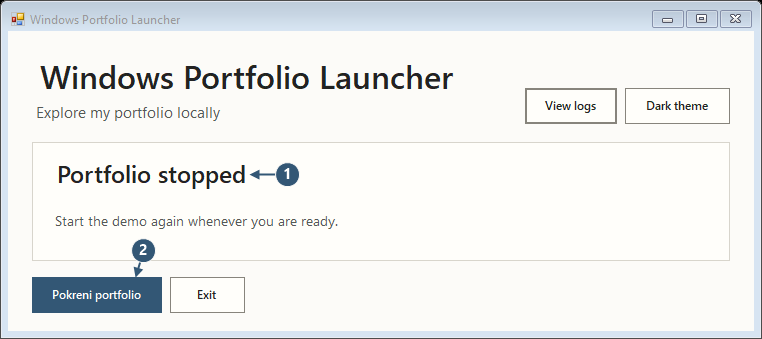 Windows Portfolio Launcher
Windows Portfolio Launcher
Explore my portfolio locally
View logs
Dark theme
Portfolio stopped
1
Start the demo again whenever you are ready.
2
Pokreni portfolio
Exit